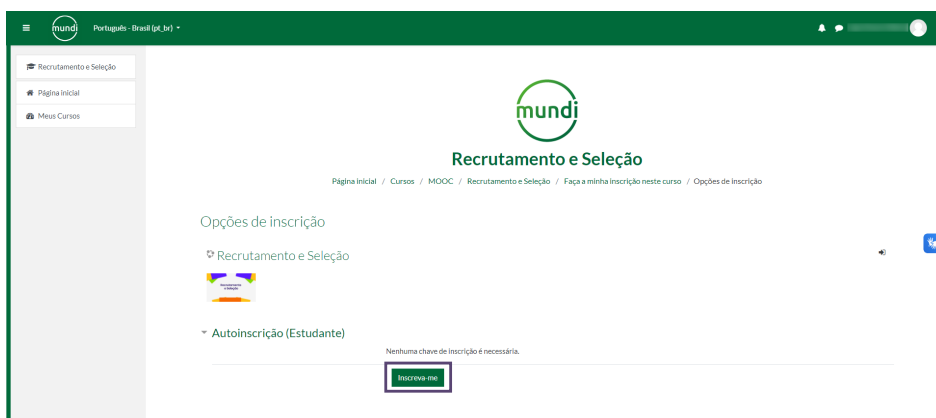 mundi
Português - Brasil (pt_br)
Recrutamento e Seleção
Página inicial
Meus Cursos
mundi
Recrutamento e Seleção
Página inicial / Cursos / MOOC / Recrutamento e Seleção / Faça a minha inscrição neste curso / Opções de inscrição
Opções de inscrição
Recrutamento e Seleção
Recrutamento
e Seleção
Autoinscrição (Estudante)
Nenhuma chave de inscrição é necessária.
Inscreva-me